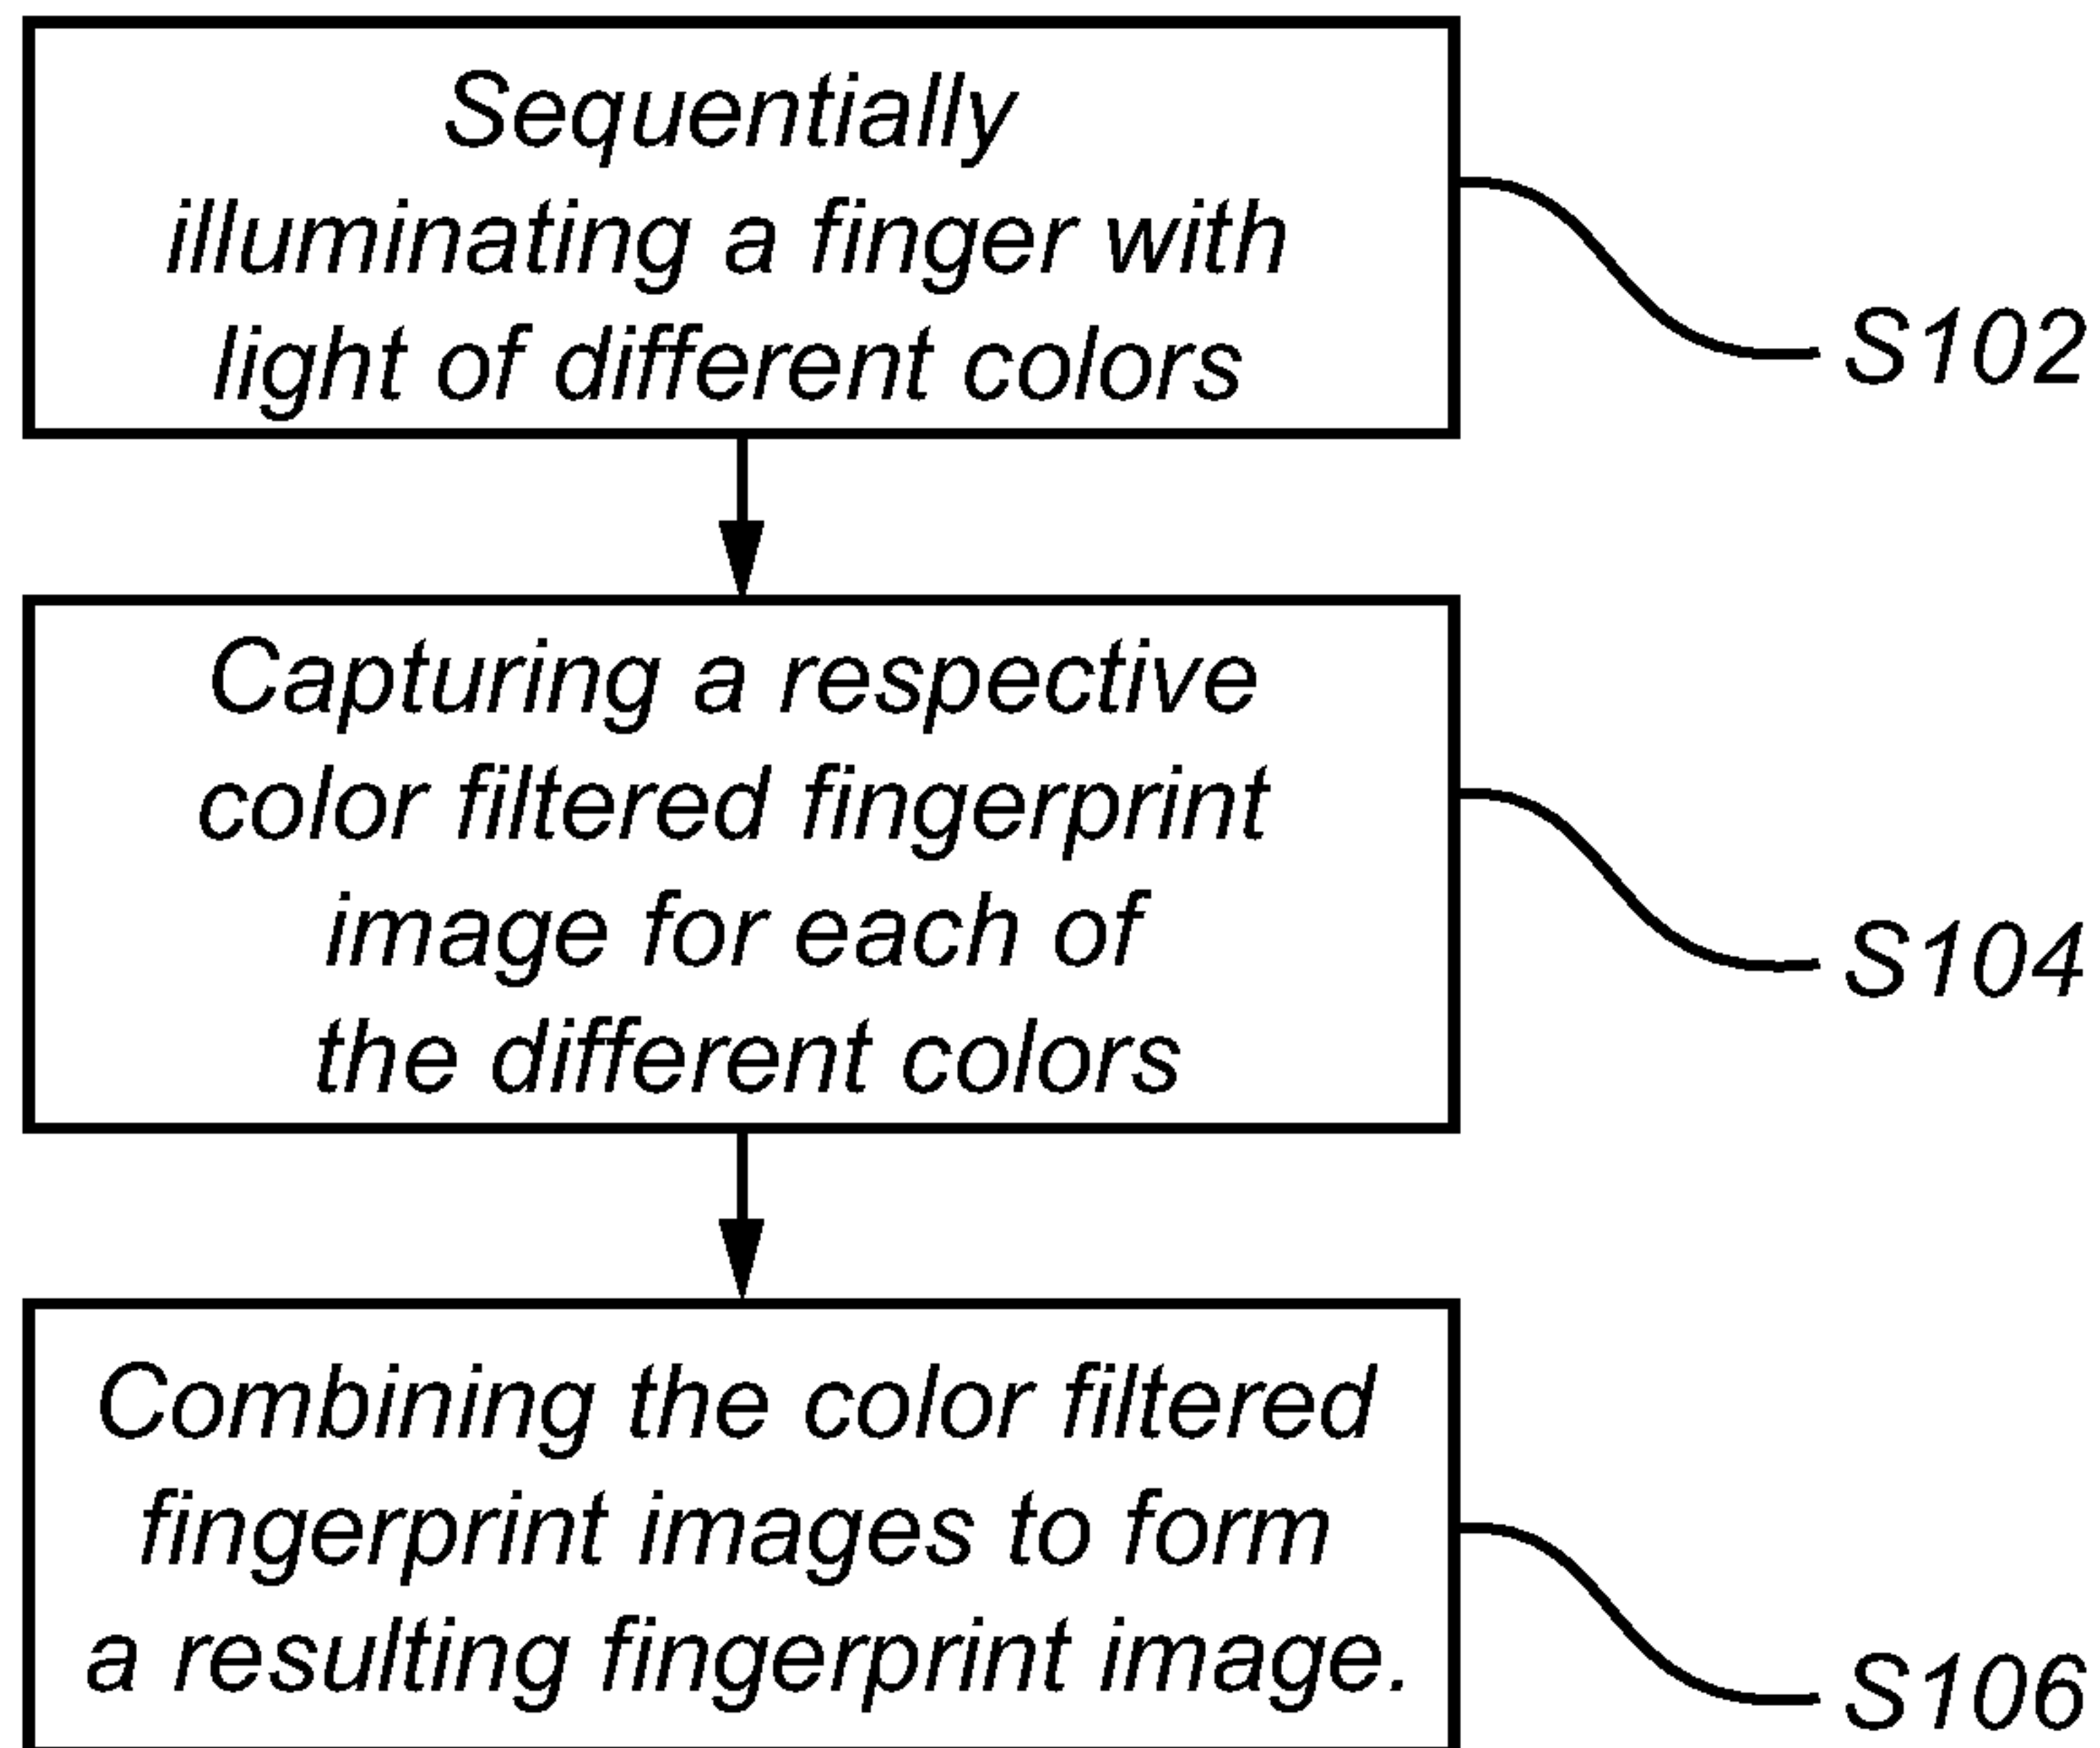 Sequentially
illuminating a finger with
light of different colors
S102
Capturing a respective
color filtered fingerprint
image for each of
the different colors
S104
Combining the color filtered
fingerprint images to form
a resulting fingerprint image.
S106